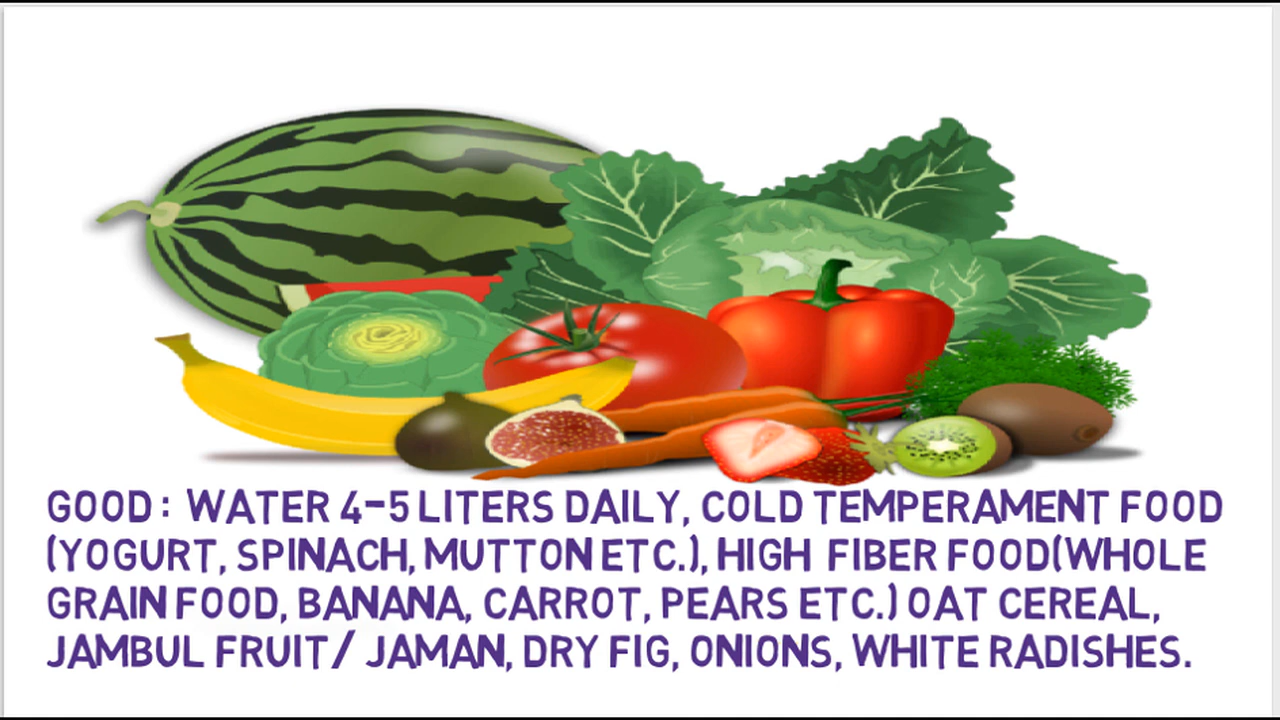 GOOD : WATER 4-5 LITERS DAILY, COLD TEMPERAMENT FOOD
(YOGURT, SPINACH, MUTTON ETC.), HIGH FIBER FOOD(WHOLE
GRAIN FOOD, BANANA, CARROT, PEARS ETC.) OAT CEREAL,
JAMBUL FRUIT/ JAMAN, DRY FIG, ONIONS, WHITE RADISHES.